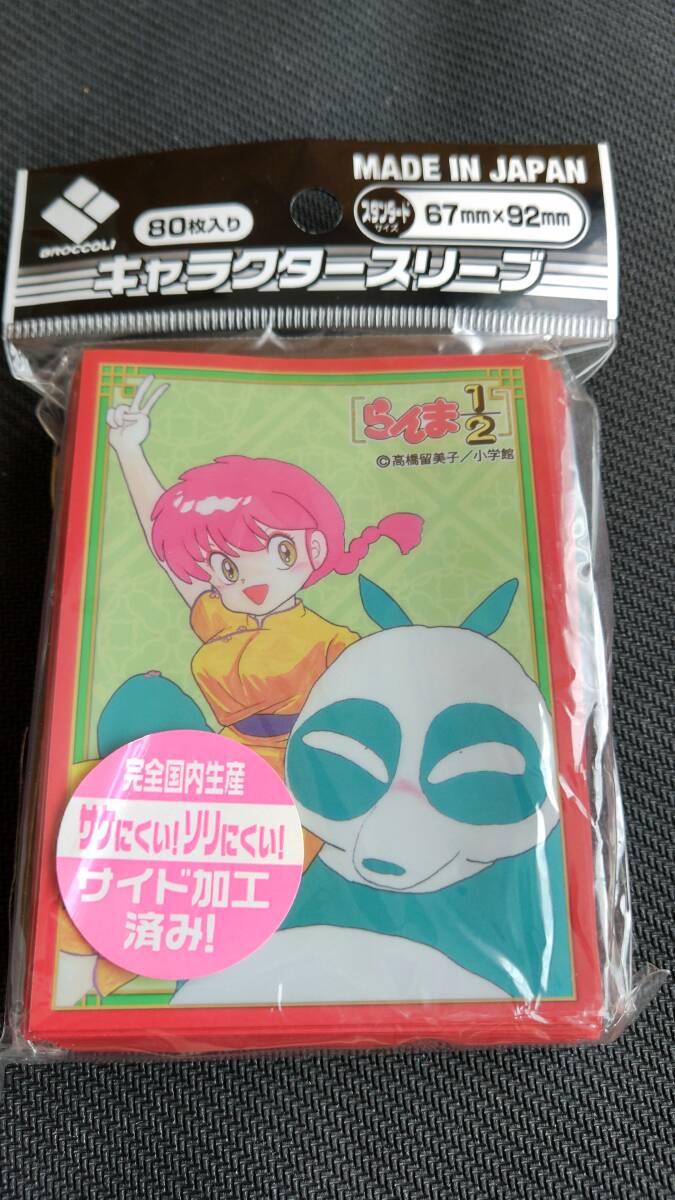 MADE IN JAPAN
BROCCOLI
80枚入り
スタンダード
サイズ
67mm×92mm
キャラクタースリーブ
らんま1/2
©高橋留美子/小学館
完全国内生産
サケにくい!ソリにくい!
サイド加工
済み!